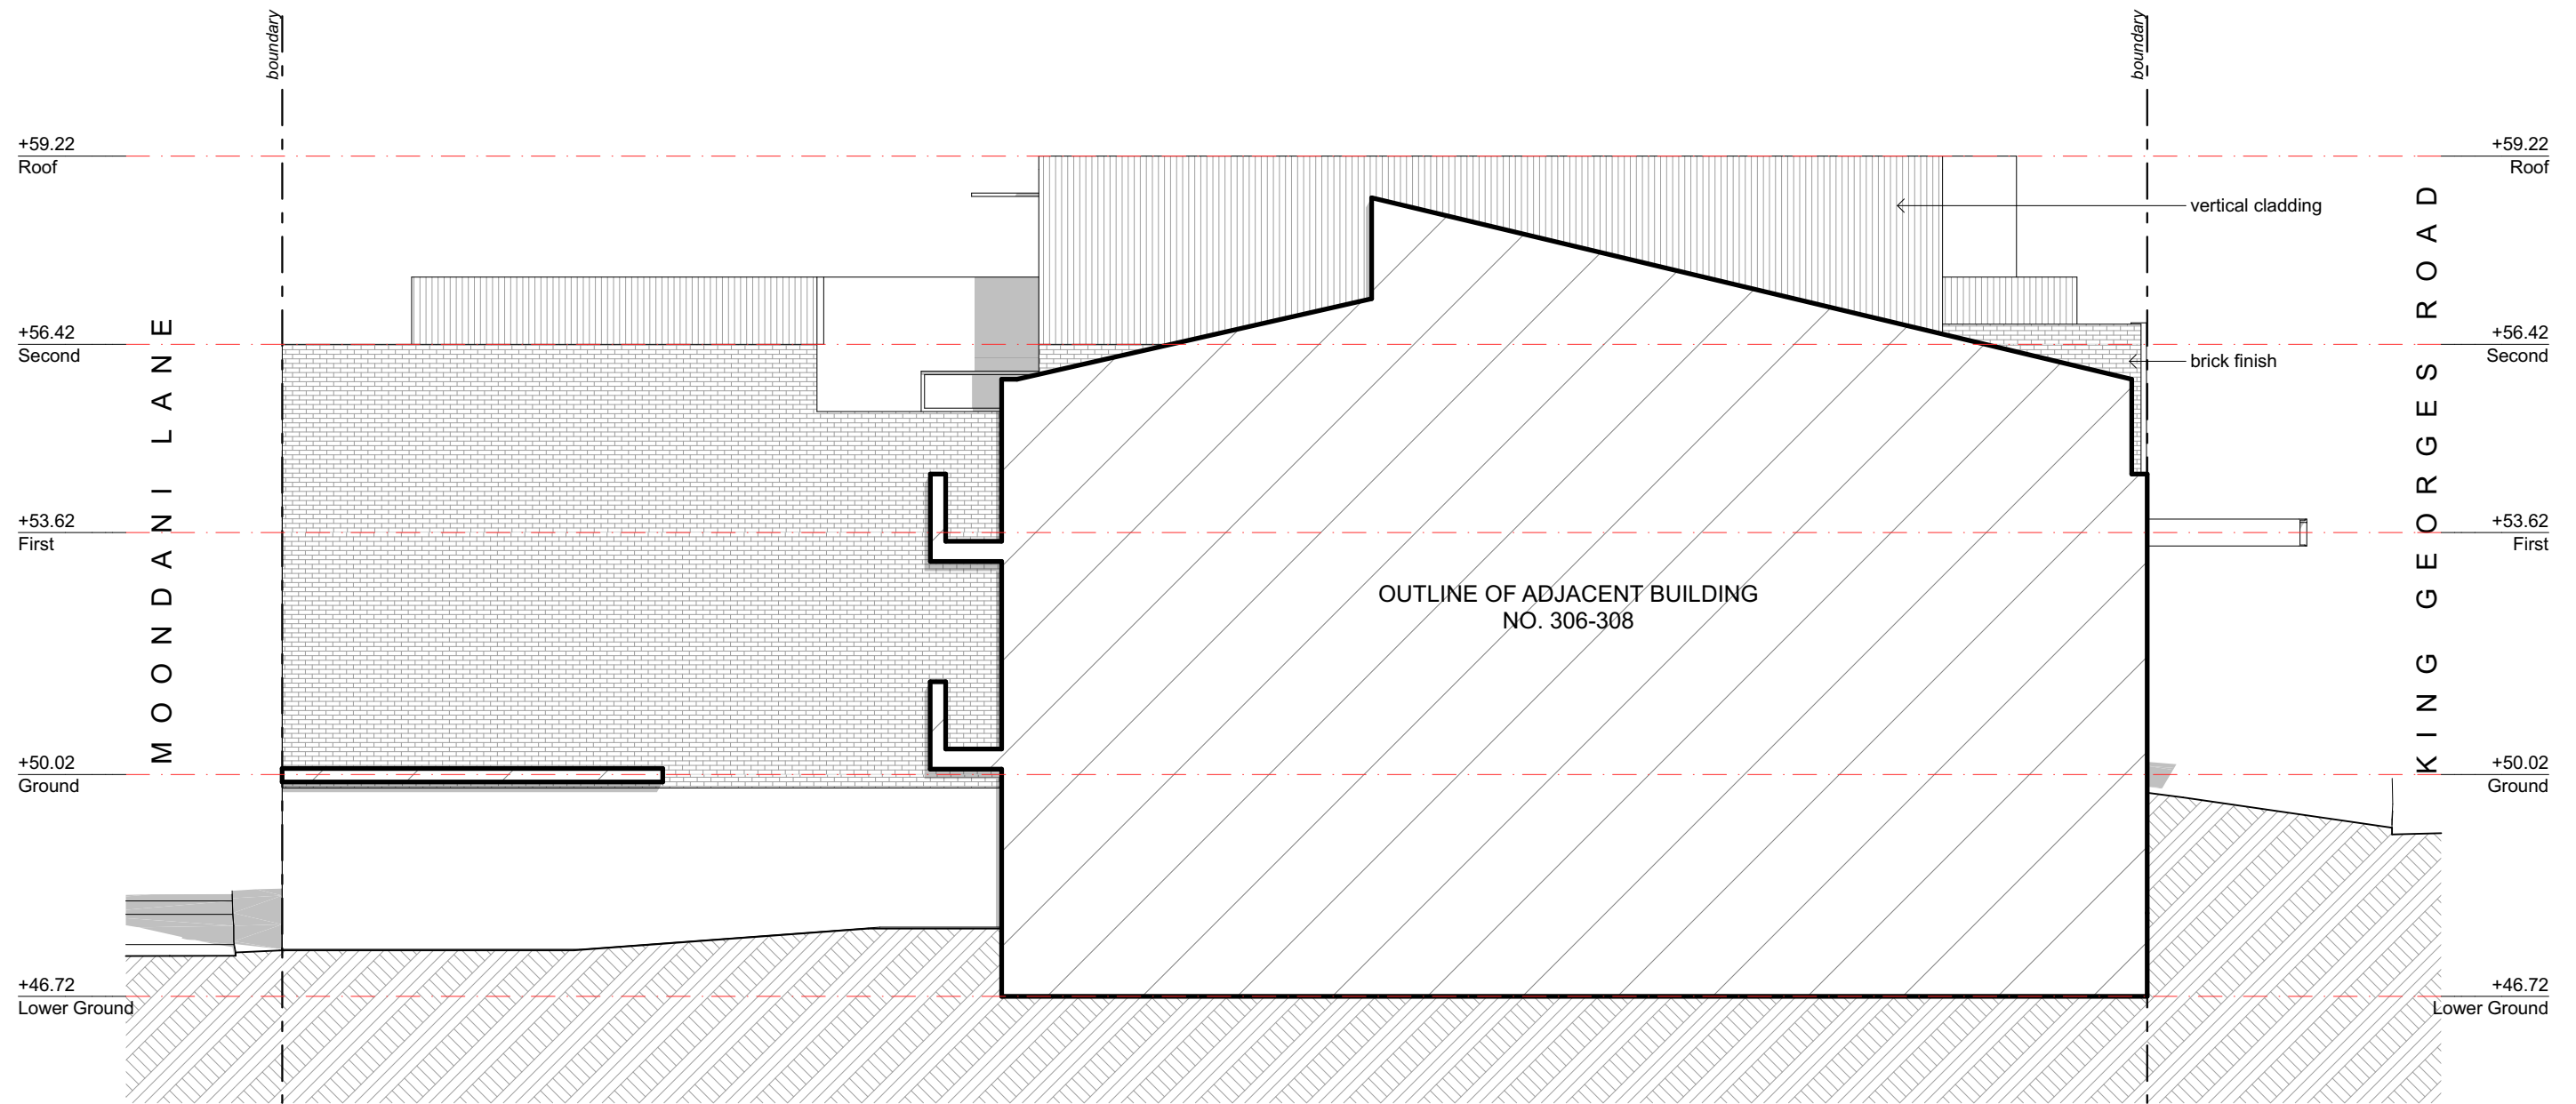 boundary
boundary
+59.22
Roof
+59.22
Roof
vertical cladding
+56.42
Second
+56.42
Second
brick finish
MOONDANI LANE
KING GEORGES ROAD
+53.62
First
+53.62
First
OUTLINE OF ADJACENT BUILDING
NO. 306-308
+50.02
Ground
+50.02
Ground
+46.72
Lower Ground
+46.72
Lower Ground